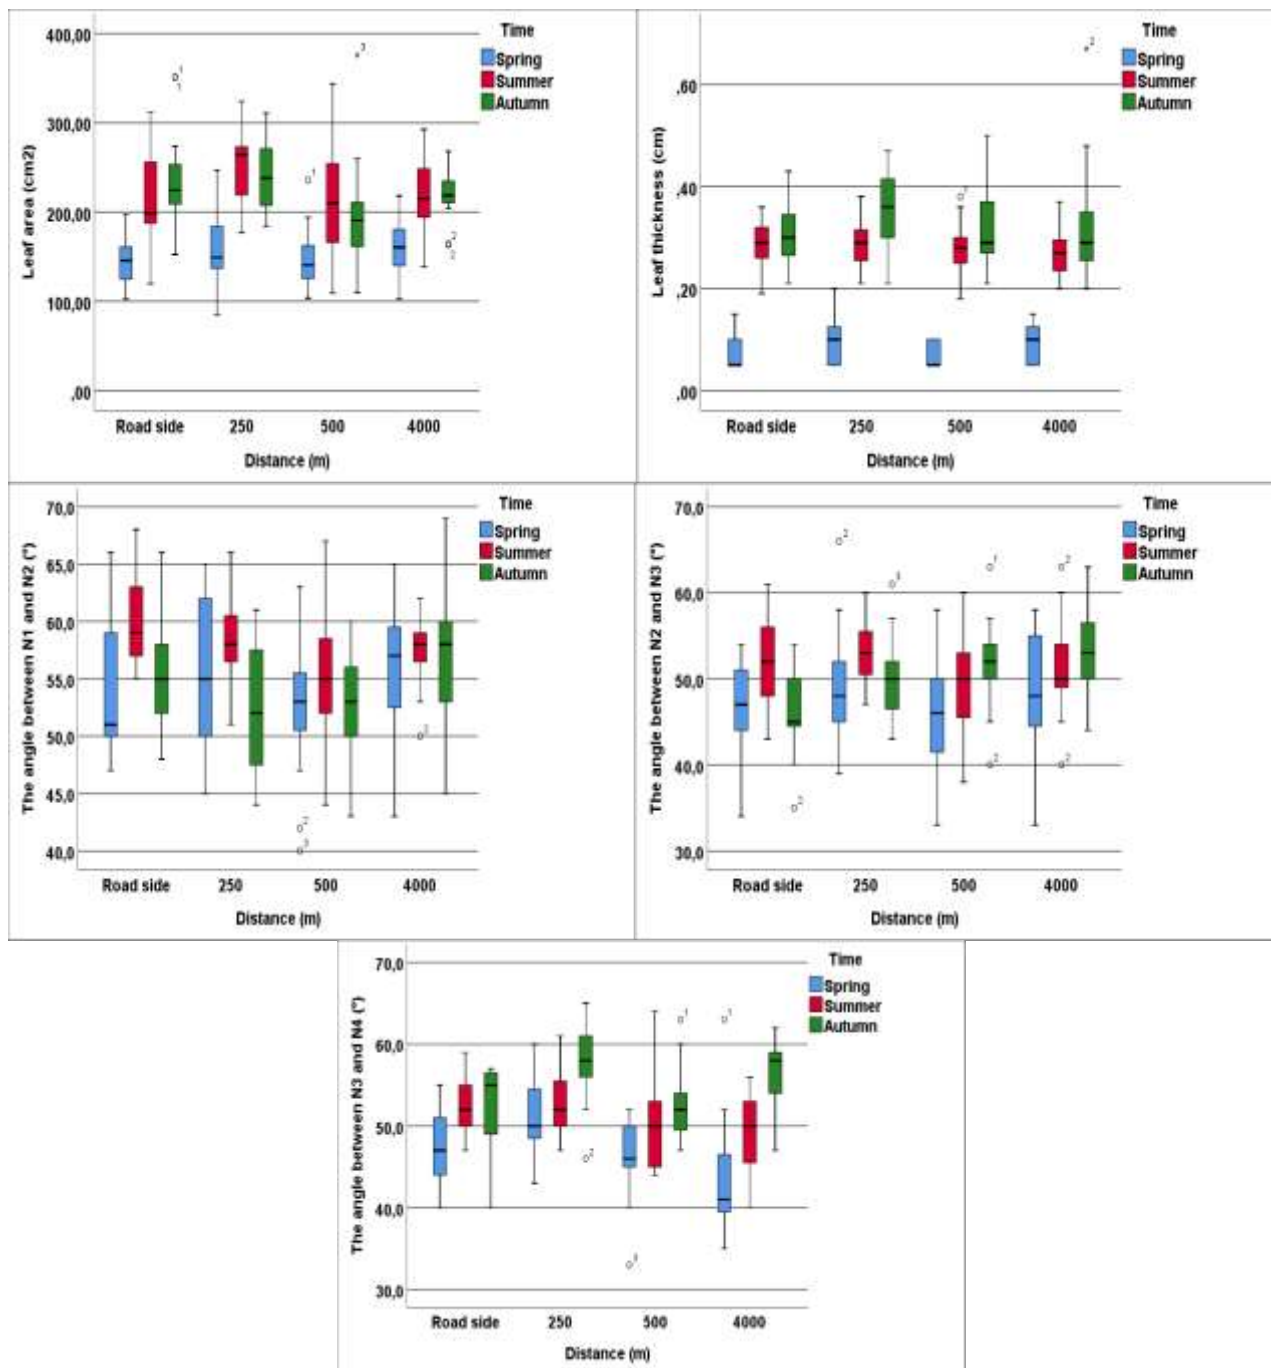 Time
Spring
Summer
Autumn
400,00
300,00
200,00
100,00
,00
Leaf area (cm2)
Road side 250 500 4000
Distance (m)
Time
Spring
Summer
Autumn
,60
,40
,20
,00
Leaf thickness (cm)
Road side 250 500 4000
Distance (m)
Time
Spring
Summer
Autumn
70,0
65,0
60,0
55,0
50,0
45,0
40,0
The angle between N1 and N2 (°)
Road side 250 500 4000
Distance (m)
Time
Spring
Summer
Autumn
70,0
60,0
50,0
40,0
30,0
The angle between N2 and N3 (°)
Road side 250 500 4000
Distance (m)
Time
Spring
Summer
Autumn
70,0
60,0
50,0
40,0
30,0
The angle between N3 and N4 (°)
Road side 250 500 4000
Distance (m)